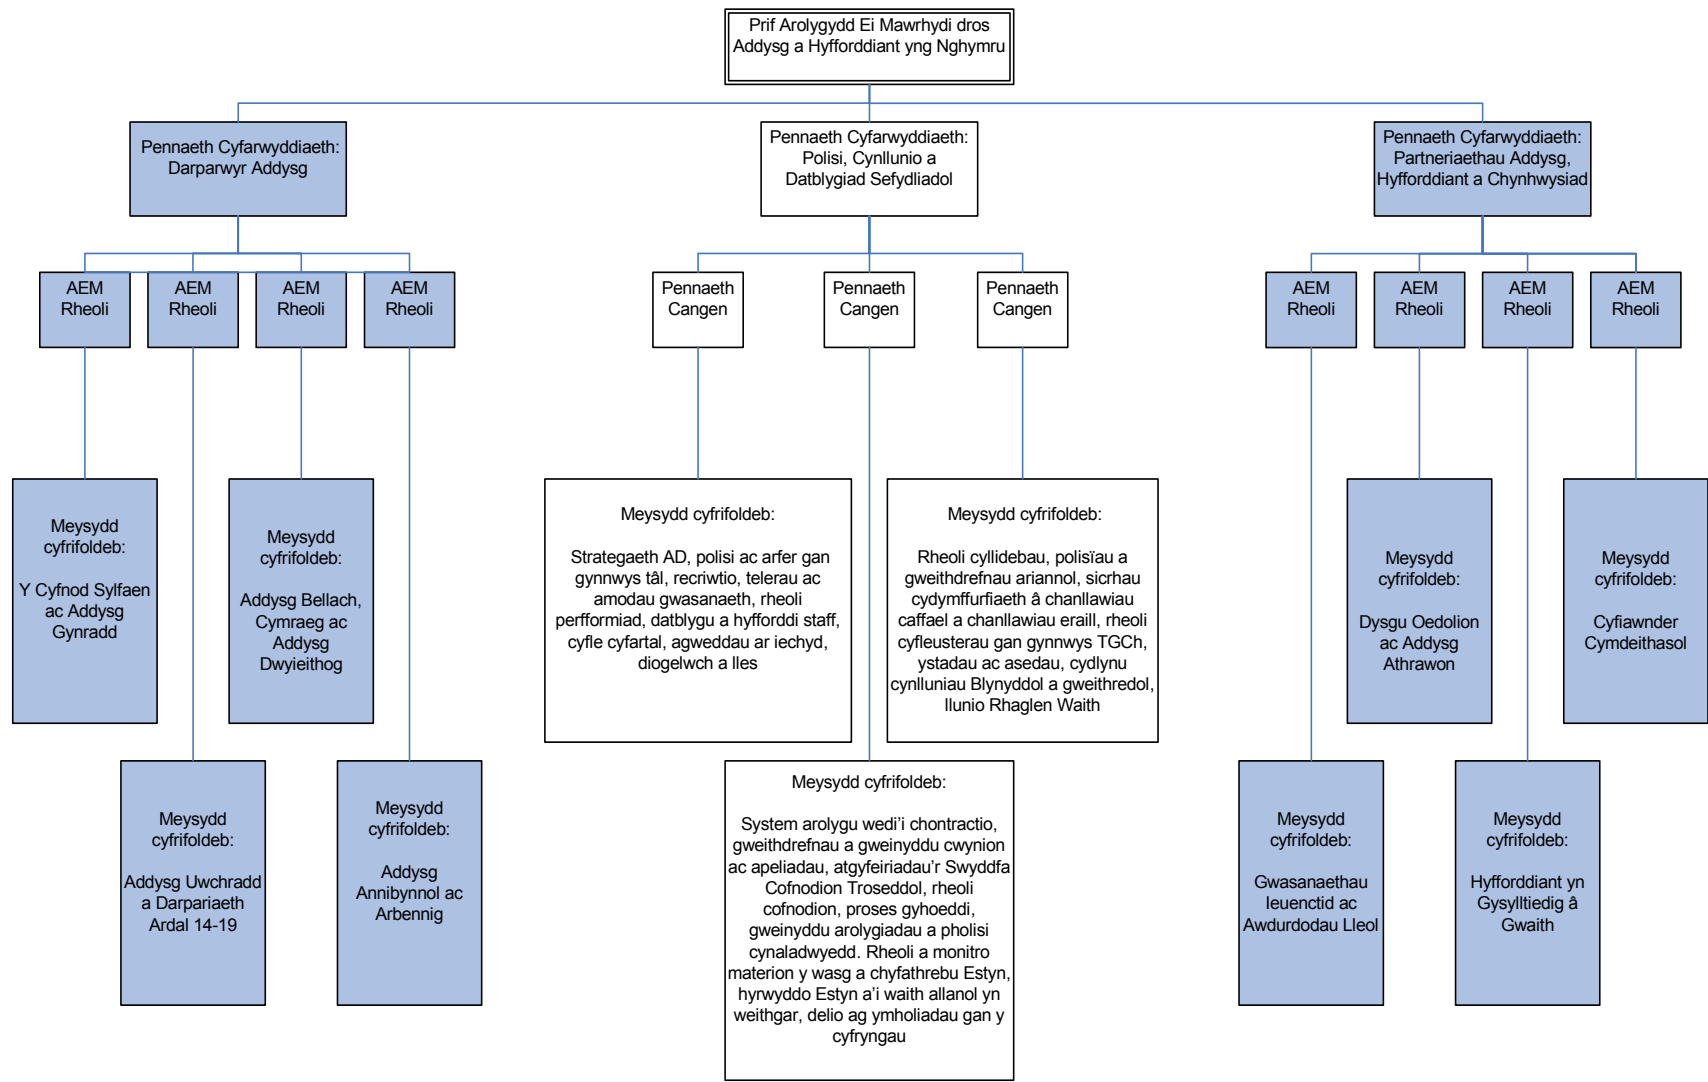 Prif Arolygydd Ei Mawrhydi dros
Addysg a Hyfforddiant yng Nghymru
Pennaeth Cyfarwyddiaeth:
Darparwyr Addysg
Pennaeth Cyfarwyddiaeth:
Polisi, Cynllunio a
Datblygiad Sefydliadol
Pennaeth Cyfarwyddiaeth:
Partneriaethau Addysg,
Hyfforddiant a Chynhwysiad
AEM
Rheoli
AEM
Rheoli
AEM
Rheoli
AEM
Rheoli
Pennaeth
Cangen
Pennaeth
Cangen
Pennaeth
Cangen
AEM
Rheoli
AEM
Rheoli
AEM
Rheoli
AEM
Rheoli
Meysydd
cyfrifoldeb:
Y Cyfnod Sylfaen
ac Addysg
Gynradd
Meysydd
cyfrifoldeb:
Addysg Bellach,
Cymraeg ac
Addysg
Dwyieithog
Meysydd cyfrifoldeb:
Strategaeth AD, polisi ac arfer gan
gynnwys tâl, recriwtio, telerau ac
amodau gwasanaeth, rheoli
perfformiad, datblygu a hyfforddi staff,
cyfle cyfartal, agweddau ar iechyd,
diogelwch a lles
Meysydd cyfrifoldeb:
Rheoli cyllidebau, polisïau a
gweithdrefnau ariannol, sicrhau
cydymffurfiaeth â chanllawiau
caffael a chanllawiau eraill, rheoli
cyfleusterau gan gynnwys TGCh,
ystadau ac asedau, cydlynu
cynlluniau Blynyddol a gweithredol,
llunio Rhaglen Waith
Meysydd
cyfrifoldeb:
Dysgu Oedolion
ac Addysg
Athrawon
Meysydd
cyfrifoldeb:
Cyfiawnder
Cymdeithasol
Meysydd
cyfrifoldeb:
Addysg Uwchradd
a Darpariaeth
Ardal 14-19
Meysydd
cyfrifoldeb:
Addysg
Annibynnol ac
Arbennig
Meysydd cyfrifoldeb:
System arolygu wedi’i chontractio,
gweithdrefnau a gweinyddu cwynion
ac apeliadau, atgyfeiriadau’r Swyddfa
Cofnodion Troseddol, rheoli
cofnodion, proses gyhoeddi,
gweinyddu arolygiadau a pholisi
cynaladwyedd. Rheoli a monitro
materion y wasg a chyfathrebu Estyn,
hyrwyddo Estyn a’i waith allanol yn
weithgar, delio ag ymholiadau gan y
cyfryngau
Meysydd
cyfrifoldeb:
Gwasanaethau
Ieuenctid ac
Awdurdodau Lleol
Meysydd
cyfrifoldeb:
Hyfforddiant yn
Gysylltiedig â
Gwaith